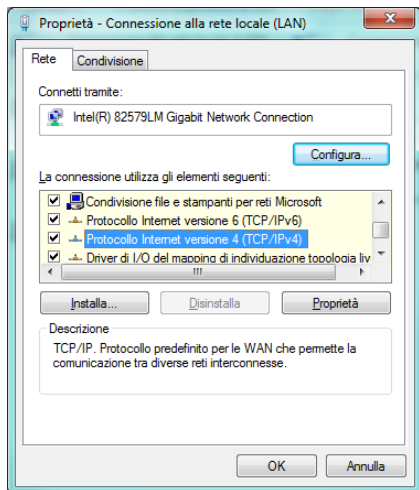 Proprietà - Connessione alla rete locale (LAN)
Rete Condivisione
Connetti tramite:
Intel(R) 82579LM Gigabit Network Connection
Configura...
La connessione utilizza gli elementi seguenti:
Condivisione file e stampanti per reti Microsoft
Protocollo Internet versione 6 (TCP/IPv6)
Protocollo Internet versione 4 (TCP/IPv4)
Driver di I/O del mapping di individuazione topologia liv
Installa... Disinstalla Proprietà
Descrizione
TCP/IP. Protocollo predefinito per le WAN che permette la
comunicazione tra diverse reti interconnesse.
OK Annulla